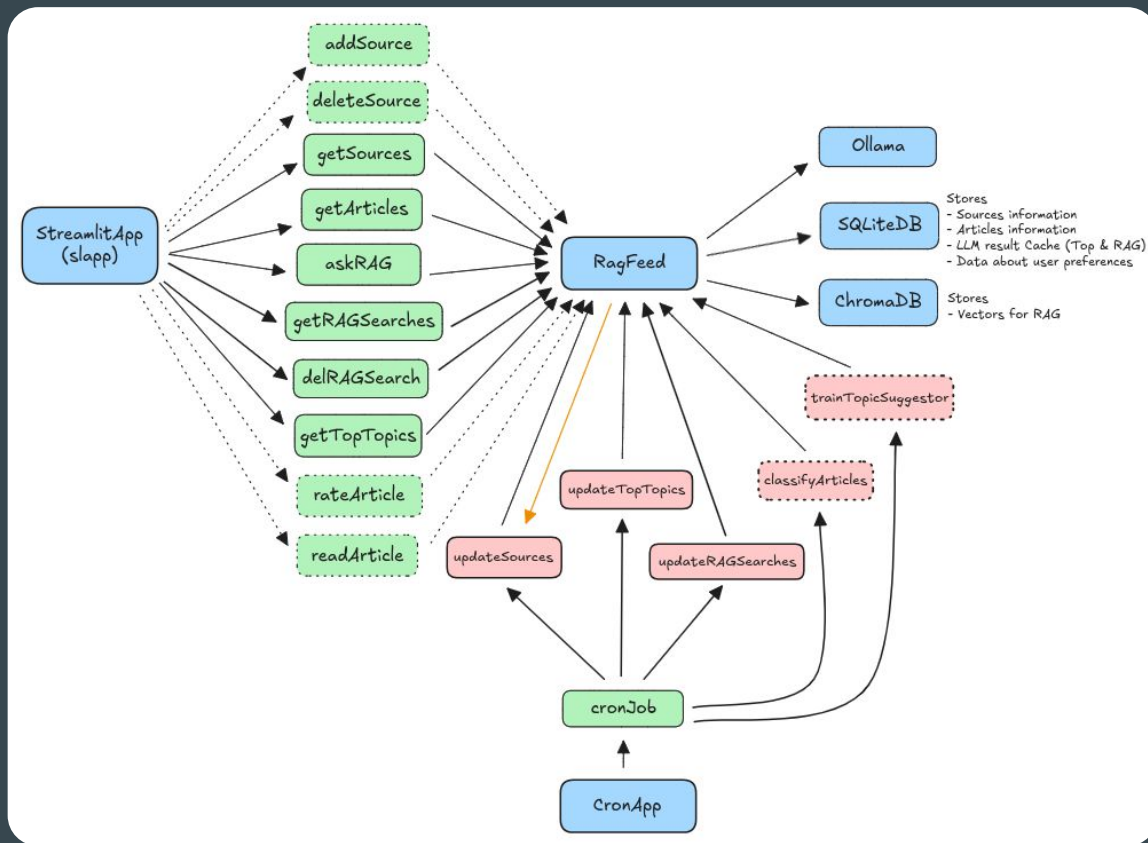 addSource
deleteSource
getSources
getArticles
askRAG
getRAGSearches
delRAGSearch
getTopTopics
rateArticle
readArticle
StreamlitApp
(slapp)
RagFeed
Ollama
SQLiteDB
Stores
- Sources information
- Articles information
- LLM result Cache (Top & RAG)
- Data about user preferences
ChromaDB
Stores
- Vectors for RAG
trainTopicSuggestor
classifyArticles
updateTopTopics
updateSources
updateRAGSearches
cronJob
CronApp